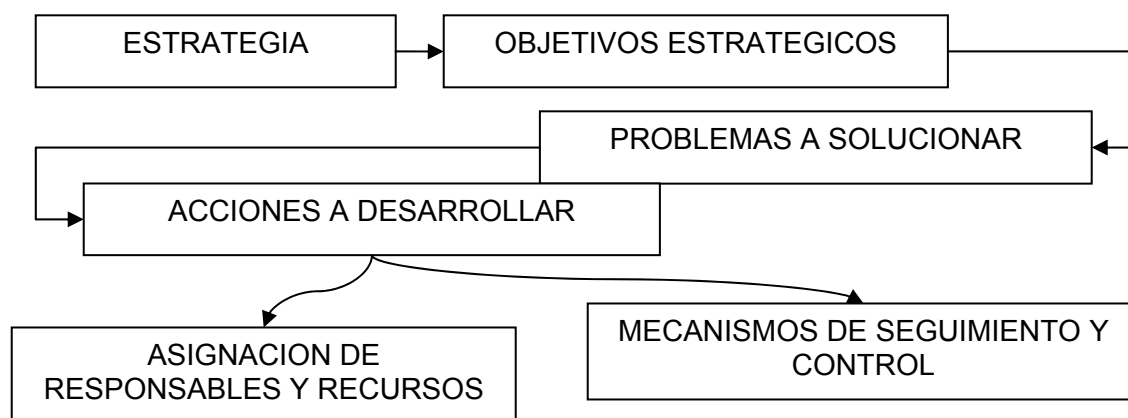 ESTRATEGIA
OBJETIVOS ESTRATEGICOS
PROBLEMAS A SOLUCIONAR
ACCIONES A DESARROLLAR
ASIGNACION DE
RESPONSABLES Y RECURSOS
MECANISMOS DE SEGUIMIENTO Y
CONTROL